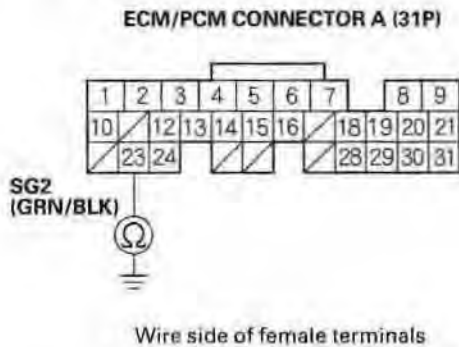 ECM/PCM CONNECTOR A (31P)
1 2 3 4 5 6 7 8 9
10 12 13 14 15 16 18 19 20 21
23 24 28 29 30 31
SG2
(GRN/BLK)
Ω
Wire side of female terminals